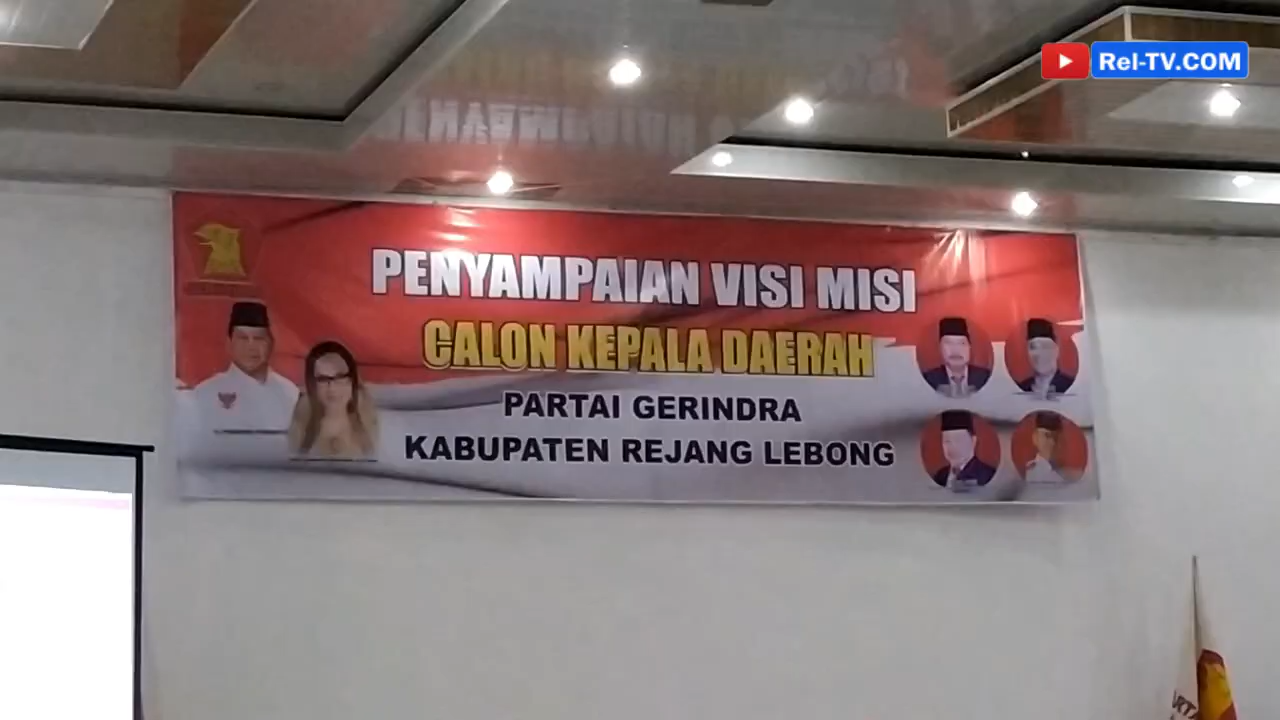 Rel-TV.COM
PENYAMPAIAN VISI MISI
CALON KEPALA DAERAH
PARTAI GERINDRA
KABUPATEN REJANG LEBONG